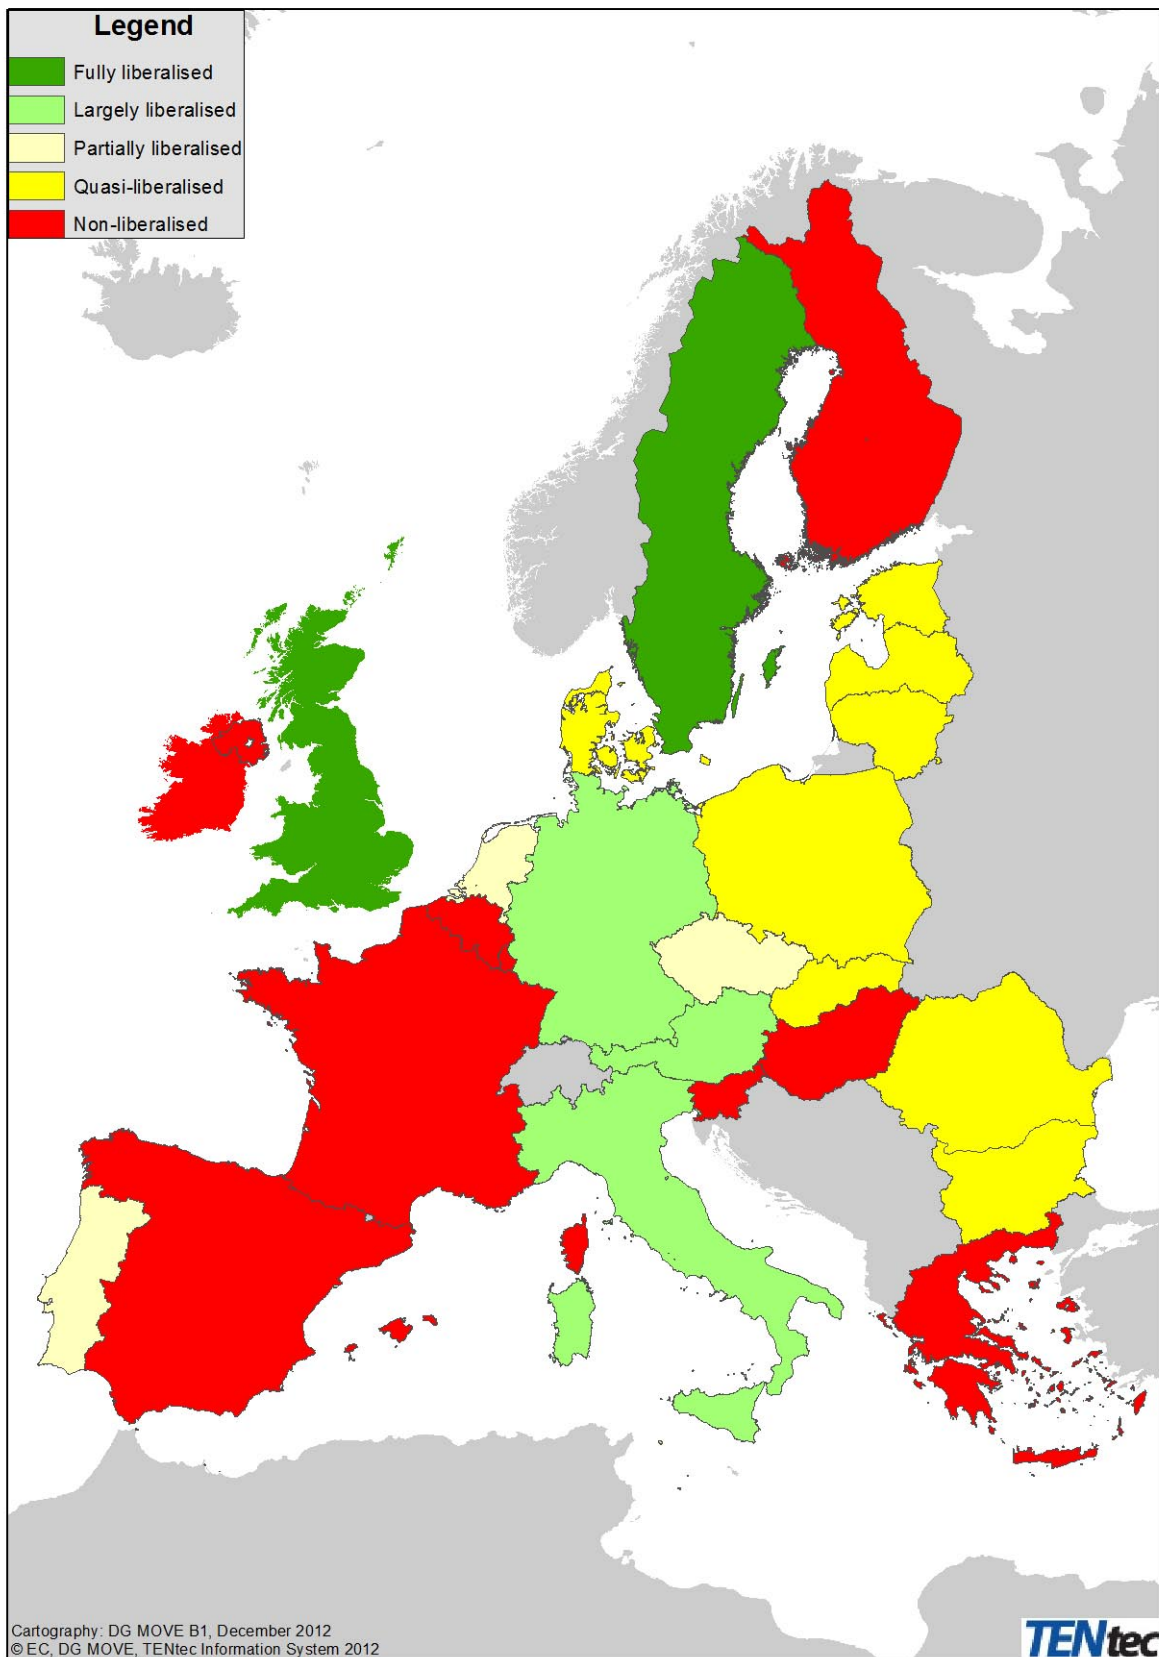 Legend
Fully liberalised
Largely liberalised
Partially liberalised
Quasi-liberalised
Non-liberalised
Cartography: DG MOVE B1, December 2012
© EC, DG MOVE, TENtec Information System 2012
TENtec